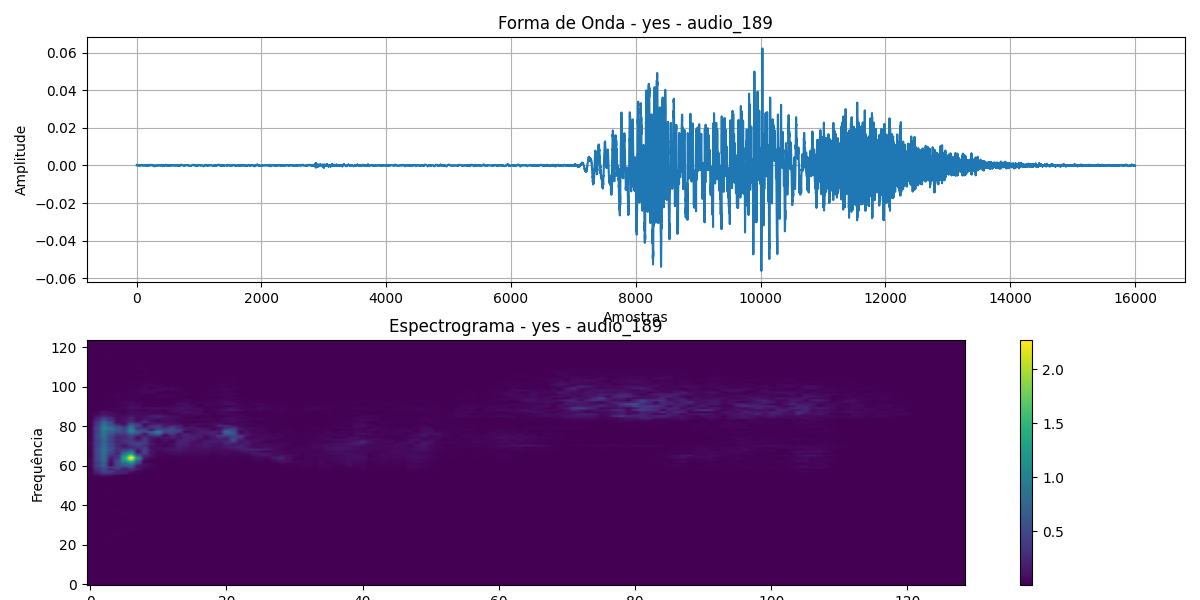 Forma de Onda - yes - audio_189
0.06
0.04
0.02
0.00
−0.02
−0.04
−0.06
Amplitude
0 2000 4000 6000 8000 10000 12000 14000 16000
Amostras
Espectrograma - yes - audio_189
120
100
80
60
40
20
0
Frequência
0 20 40 60 80 100 120
2.0
1.5
1.0
0.5